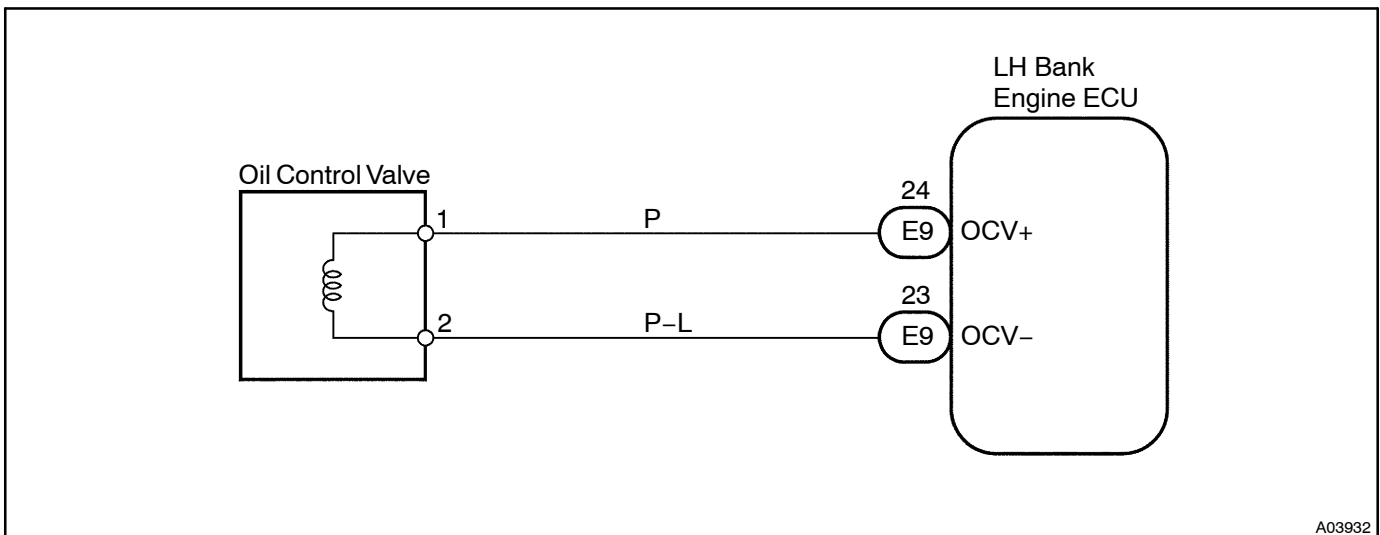 LH Bank
Engine ECU
Oil Control Valve
1
P
24
E9
OCV+
2
P−L
23
E9
OCV−
A03932